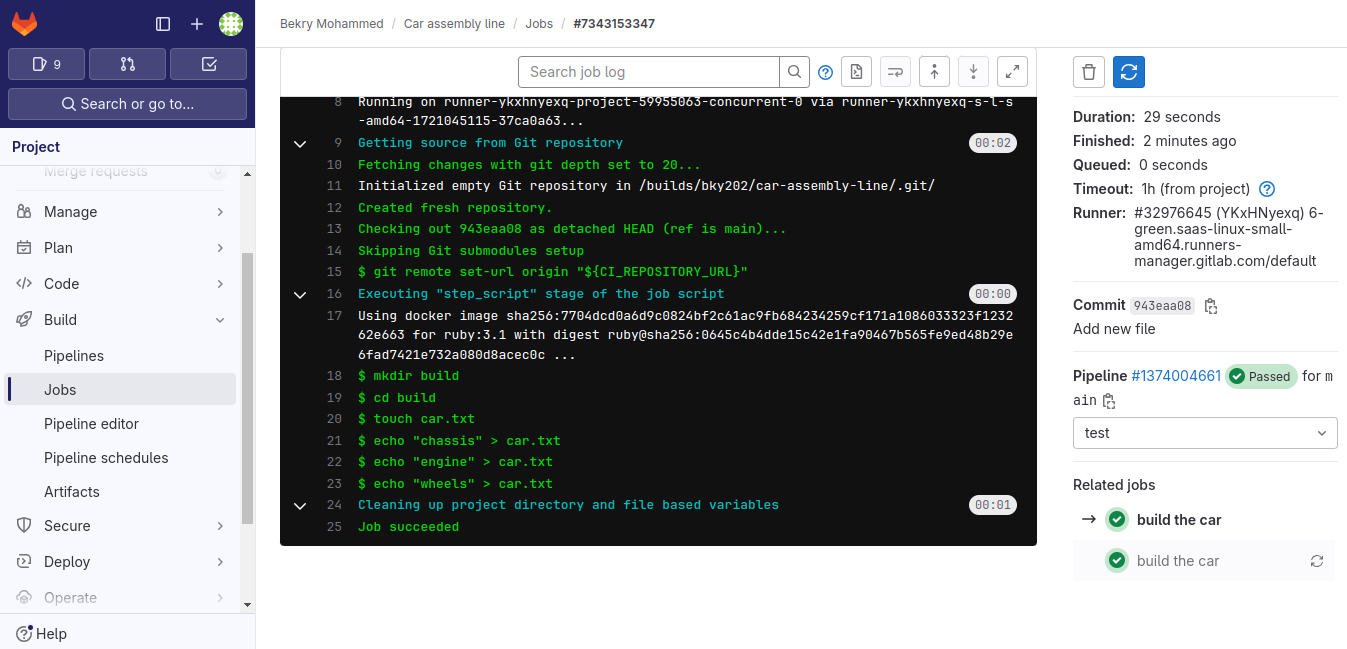 Bekry Mohammed / Car assembly line / Jobs / #7343153347
9
Search or go to...
Project
Merge requests 0
Manage
Plan
Code
Build
Pipelines
Jobs
Pipeline editor
Pipeline schedules
Artifacts
Secure
Deploy
Operate
Help
Search job log
8 Running on runner-ykxhnyexq-project-59955063-concurrent-0 via runner-ykxhnyexq-s-l-s
-amd64-1721045115-37ca0a63...
9 Getting source from Git repository 00:02
10 Fetching changes with git depth set to 20...
11 Initialized empty Git repository in /builds/bky202/car-assembly-line/.git/
12 Created fresh repository.
13 Checking out 943eaa08 as detached HEAD (ref is main)...
14 Skipping Git submodules setup
15 $ git remote set-url origin "${CI_REPOSITORY_URL}"
16 Executing "step_script" stage of the job script 00:00
17 Using docker image sha256:7704dcd0a6d9c0824bf2c61ac9fb684234259cf171a1086033323f1232
62e663 for ruby:3.1 with digest ruby@sha256:0645c4b4dde15c42e1fa90467b565fe9ed48b29e
6fad7421e732a080d8acec0c ...
18 $ mkdir build
19 $ cd build
20 $ touch car.txt
21 $ echo "chassis" > car.txt
22 $ echo "engine" > car.txt
23 $ echo "wheels" > car.txt
24 Cleaning up project directory and file based variables 00:01
25 Job succeeded
Duration: 29 seconds
Finished: 2 minutes ago
Queued: 0 seconds
Timeout: 1h (from project)
Runner: #32976645 (YKxHNyexq) 6-
green.saas-linux-small-
amd64.runners-
manager.gitlab.com/default
Commit 943eaa08
Add new file
Pipeline #1374004661 Passed for m
ain
test
Related jobs
→ build the car
build the car